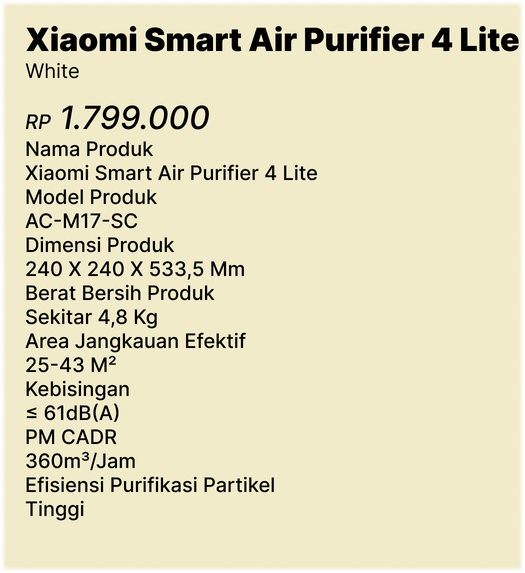 Xiaomi Smart Air Purifier 4 Lite
White
RP 1.799.000
Nama Produk
Xiaomi Smart Air Purifier 4 Lite
Model Produk
AC-M17-SC
Dimensi Produk
240 X 240 X 533,5 Mm
Berat Bersih Produk
Sekitar 4,8 Kg
Area Jangkauan Efektif
25-43 M²
Kebisingan
≤ 61dB(A)
PM CADR
360m³/Jam
Efisiensi Purifikasi Partikel
Tinggi